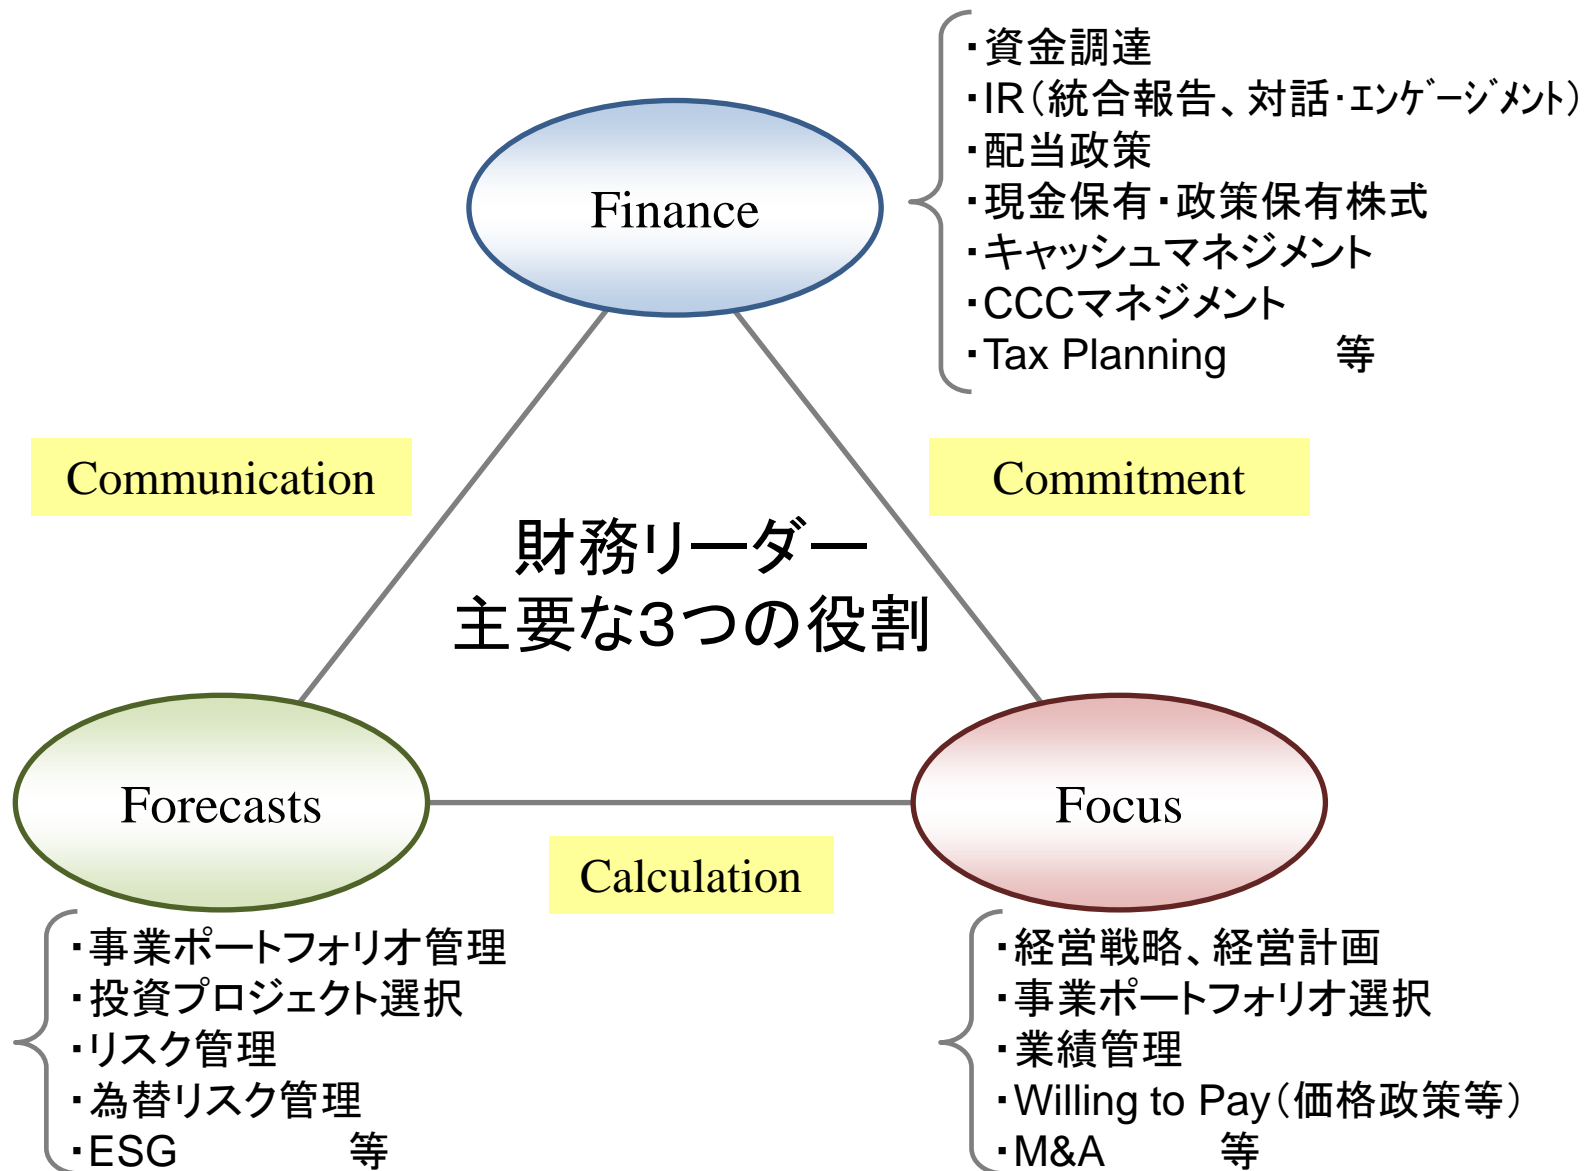 ・資金調達
・IR（統合報告、対話･ｴﾝｹﾞｰｼﾞﾒﾝﾄ）
・配当政策
・現金保有・政策保有株式
・キャッシュマネジメント
・CCCマネジメント
・Tax Planning 等
Finance
Communication
Commitment
財務リーダー
主要な３つの役割
Forecasts
Focus
Calculation
・事業ポートフォリオ管理
・投資プロジェクト選択
・リスク管理
・為替リスク管理
・ESG 等
・経営戦略、経営計画
・事業ポートフォリオ選択
・業績管理
・Willing to Pay（価格政策等）
・M&A 等